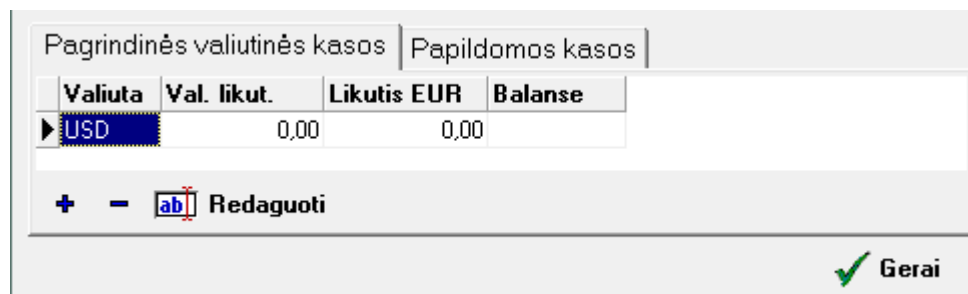 Pagrindinės valiutinės kasos Papildomos kasos
Valiuta Val. likut. Likutis EUR Balanse
USD 0,00 0,00
+ - ab Redaguoti
Gerai